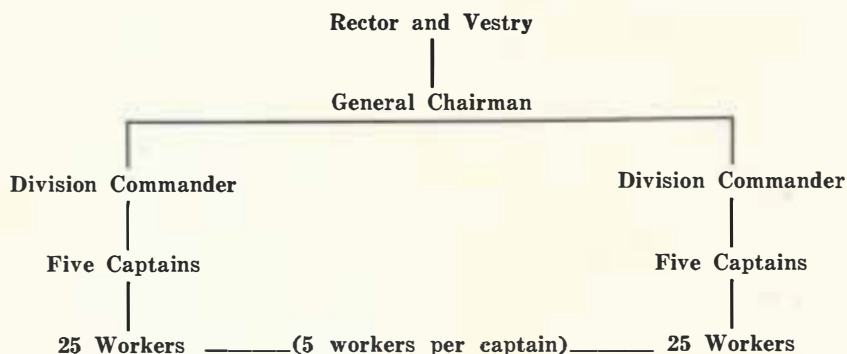 Rector and Vestry
General Chairman
Division Commander Division Commander
Five Captains Five Captains
25 Workers (5 workers per captain) 25 Workers